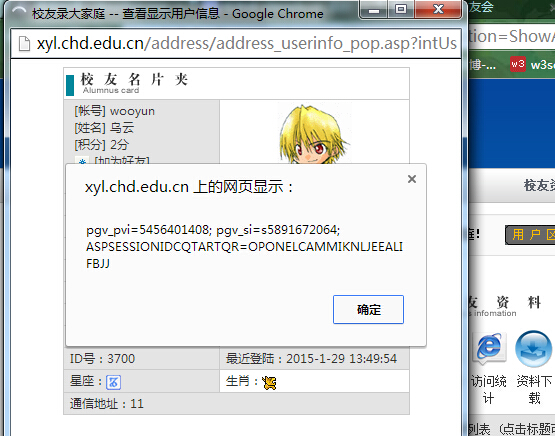 校友录大家庭 -- 查看显示用户信息 - Google Chrome
xyl.chd.edu.cn/address/address_userinfo_pop.asp?intUs
校友名片夹
Alumnus card
[帐号] wooyun
[姓名] 乌云
[积分] 2分
[加为好友]
xyl.chd.edu.cn 上的网页显示：
pgv_pvi=5456401408; pgv_si=s5891672064;
ASPSESSIONIDCQTARTQR=OPONELCAMMIKNLJEEALI
FBJJ
确定
ID号：3700
最近登陆：2015-1-29 13:49:54
星座：
生肖：
通信地址：11
友会
tion=ShowA
博-...
w3
w3sc
校友录
庭!
用 户 区
友 资 料
s infomation
访问统
计
资料下
载
列表（点击标题可